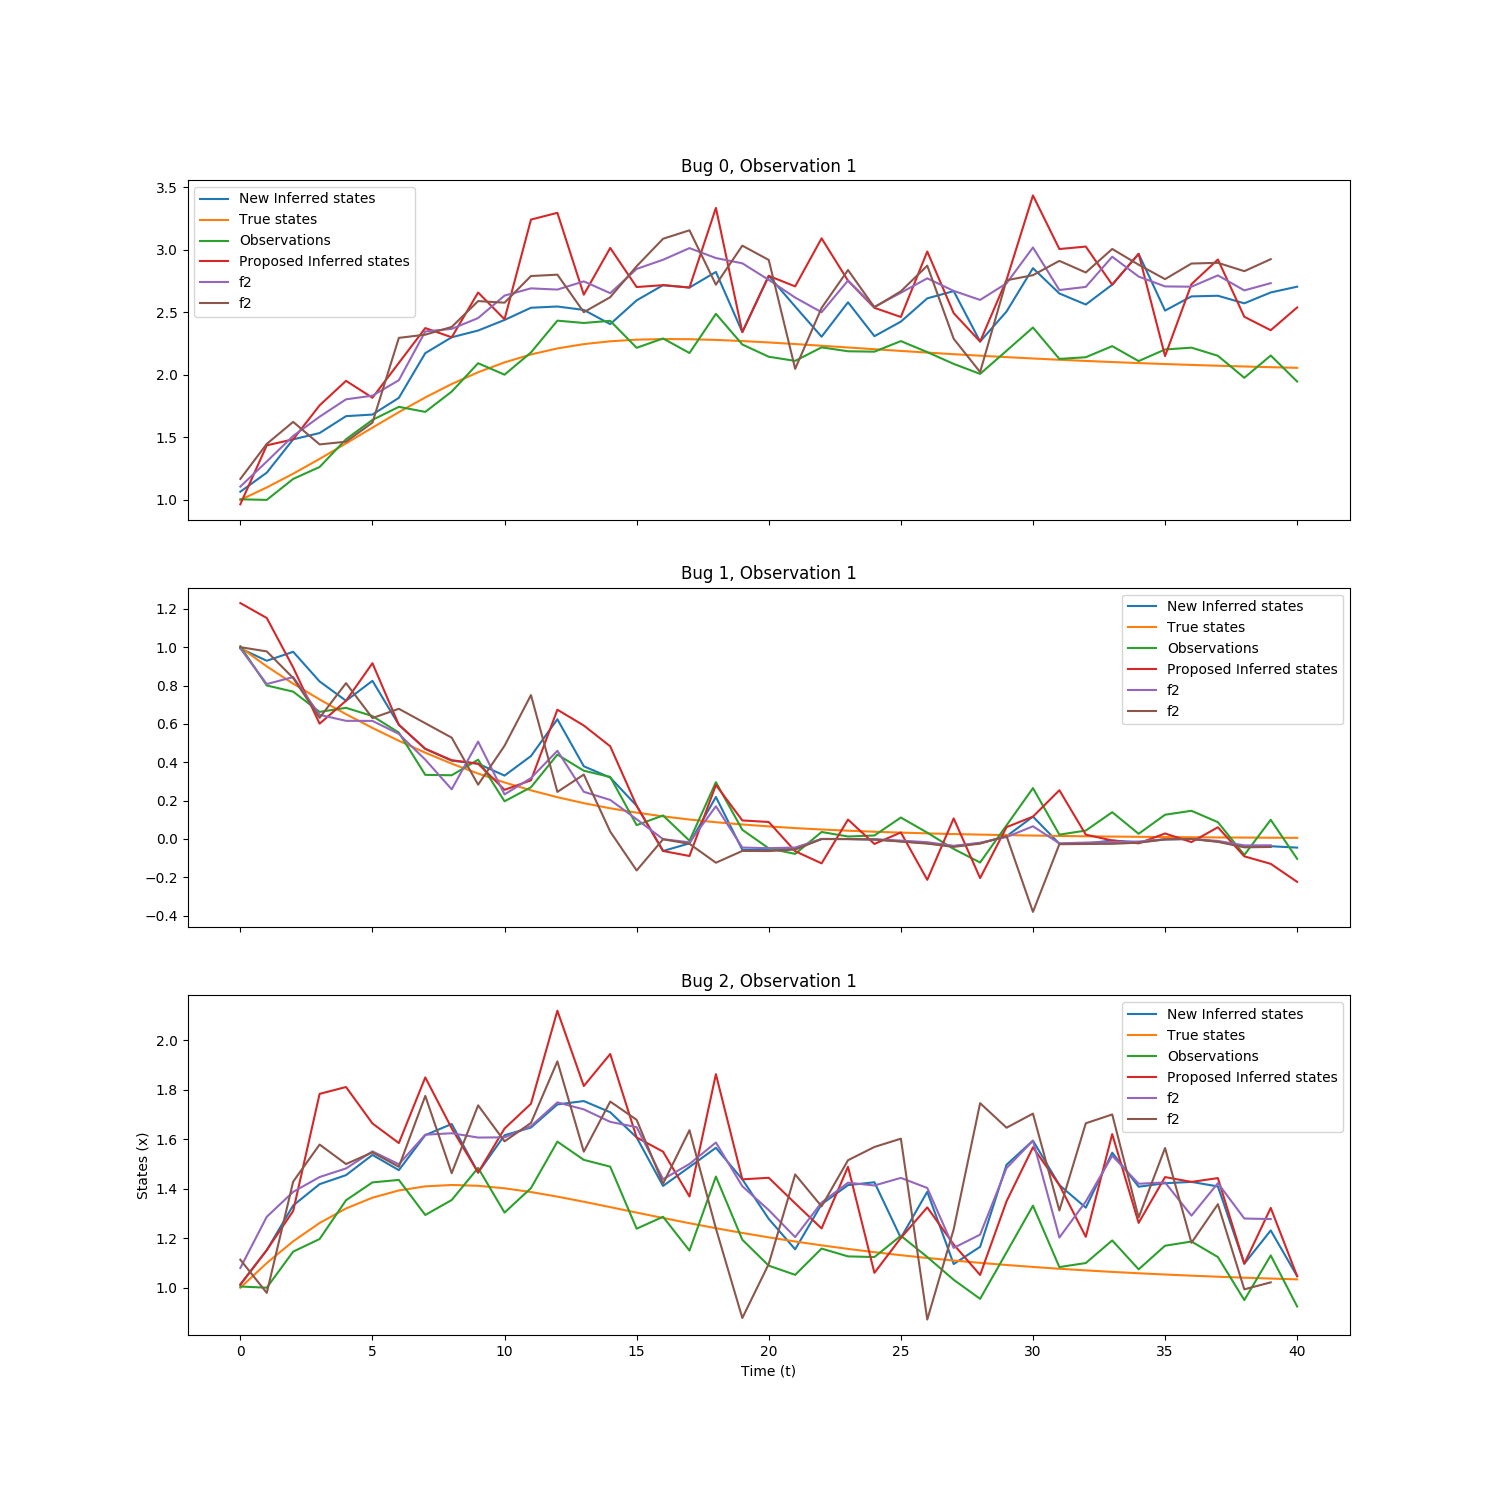 Bug 0, Observation 1
3.5
3.0
2.5
2.0
1.5
1.0
New Inferred states
True states
Observations
Proposed Inferred states
f2
f2
Bug 1, Observation 1
1.2
1.0
0.8
0.6
0.4
0.2
0.0
−0.2
−0.4
New Inferred states
True states
Observations
Proposed Inferred states
f2
f2
Bug 2, Observation 1
States (x)
2.0
1.8
1.6
1.4
1.2
1.0
New Inferred states
True states
Observations
Proposed Inferred states
f2
f2
0 5 10 15 20 25 30 35 40
Time (t)